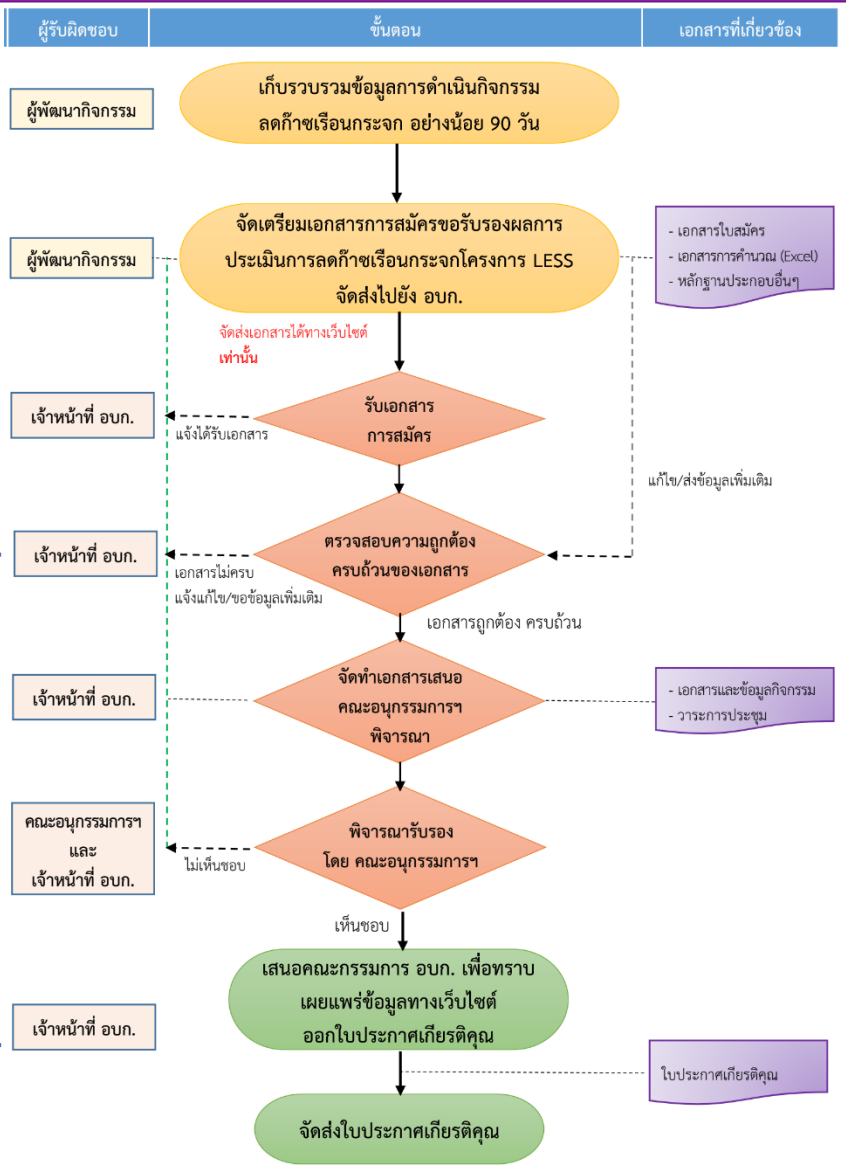 ผู้รับผิดชอบ
ขั้นตอน
เอกสารที่เกี่ยวข้อง
ผู้พัฒนากิจกรรม
เก็บรวบรวมข้อมูลการดำเนินกิจกรรม
ลดก๊าซเรือนกระจก อย่างน้อย 90 วัน
ผู้พัฒนากิจกรรม
จัดเตรียมเอกสารการสมัครขอรับรองผลการ
ประเมินการลดก๊าซเรือนกระจกโครงการ LESS
จัดส่งไปยัง อบก.
- เอกสารใบสมัคร
- เอกสารการคำนวณ (Excel)
- หลักฐานประกอบอื่นๆ
จัดส่งเอกสารได้ทางเว็บไซต์
เท่านั้น
เจ้าหน้าที่ อบก.
แจ้งได้รับเอกสาร
รับเอกสาร
การสมัคร
แก้ไข/ส่งข้อมูลเพิ่มเติม
เจ้าหน้าที่ อบก.
เอกสารไม่ครบ
แจ้งแก้ไข/ขอข้อมูลเพิ่มเติม
ตรวจสอบความถูกต้อง
ครบถ้วนของเอกสาร
เอกสารถูกต้อง ครบถ้วน
เจ้าหน้าที่ อบก.
จัดทำเอกสารเสนอ
คณะอนุกรรมการฯ
พิจารณา
- เอกสารและข้อมูลกิจกรรม
- วาระการประชุม
คณะอนุกรรมการฯ
และ
เจ้าหน้าที่ อบก.
ไม่เห็นชอบ
พิจารณารับรอง
โดย คณะอนุกรรมการฯ
เห็นชอบ
เจ้าหน้าที่ อบก.
เสนอคณะกรรมการ อบก. เพื่อทราบ
เผยแพร่ข้อมูลทางเว็บไซต์
ออกใบประกาศเกียรติคุณ
ใบประกาศเกียรติคุณ
จัดส่งใบประกาศเกียรติคุณ